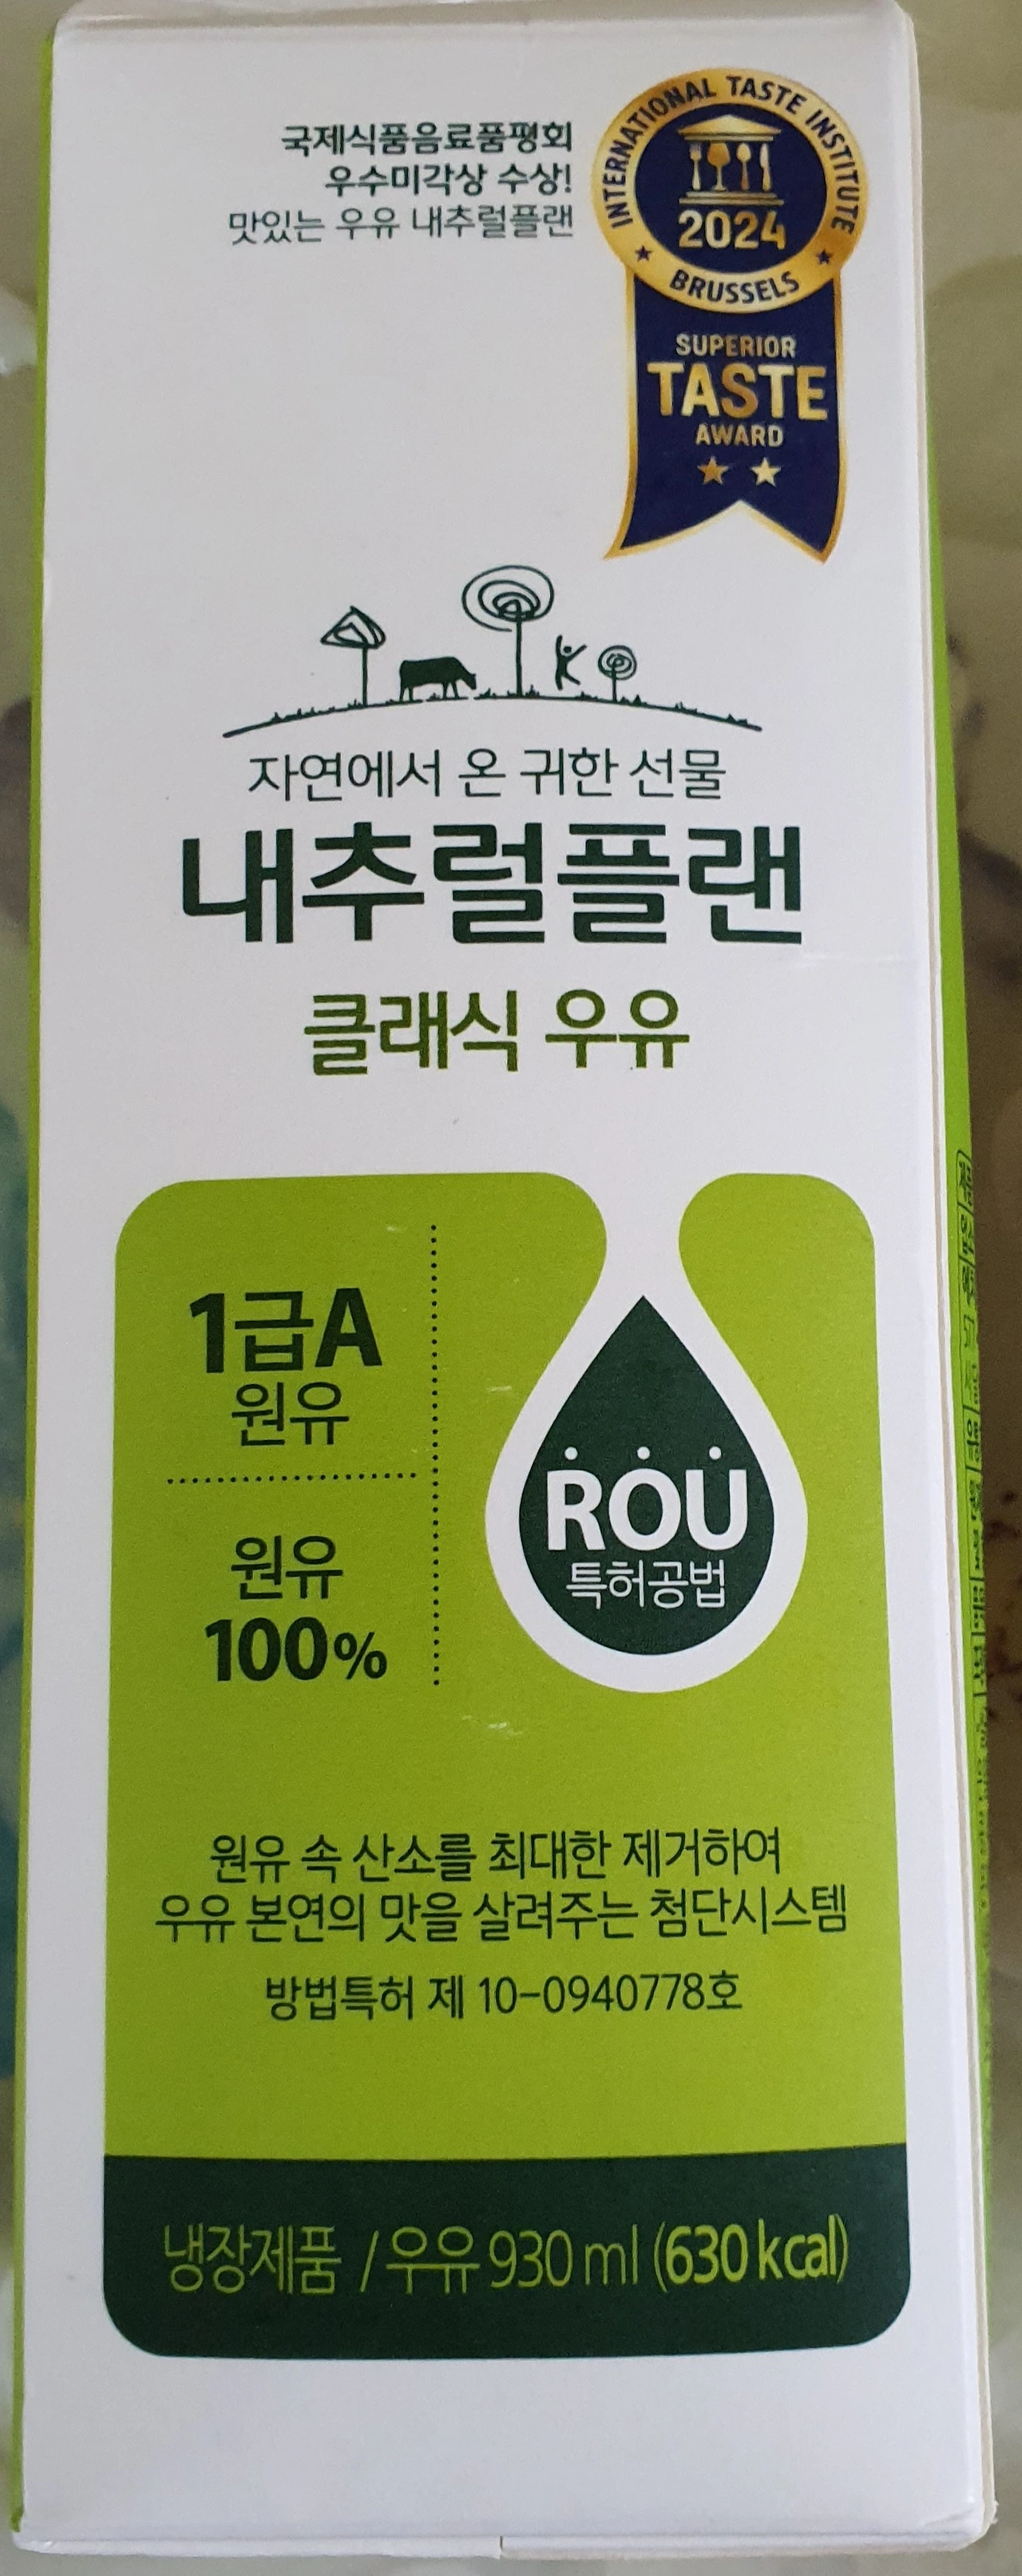 국제식품음료품평회
우수미각상 수상!
맛있는 우유 내추럴플랜
INTERNATIONAL TASTE INSTITUTE
2024
BRUSSELS
SUPERIOR
TASTE
AWARD
자연에서 온 귀한 선물
내추럴플랜
클래식 우유
1급A
원유
원유
100%
ROU
특허공법
원유 속 산소를 최대한 제거하여
우유 본연의 맛을 살려주는 첨단시스템
방법특허 제 10-0940778호
냉장제품 / 우유 930 ml (630 kcal)